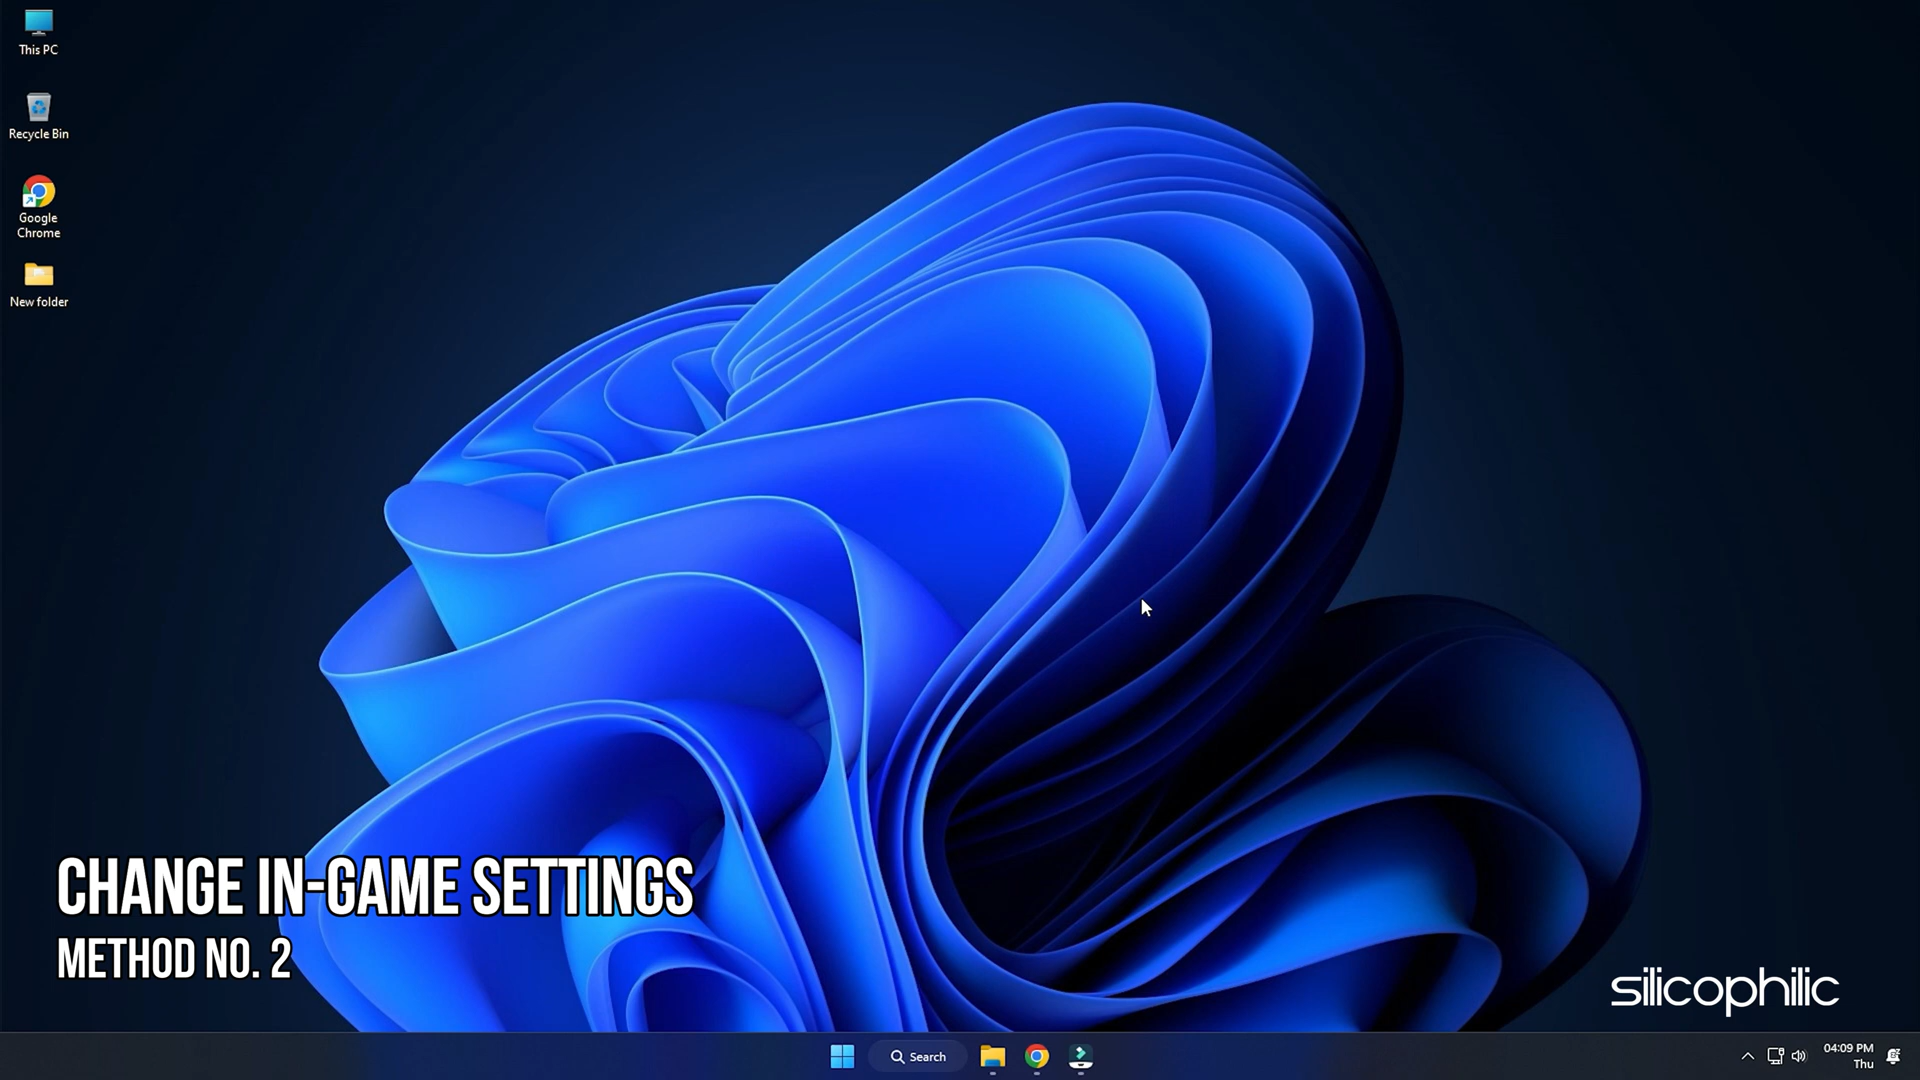 This PC
Recycle Bin
Google
Chrome
New folder
CHANGE IN-GAME SETTINGS
METHOD NO. 2
silicophilic
Search
04:09 PM
Thu